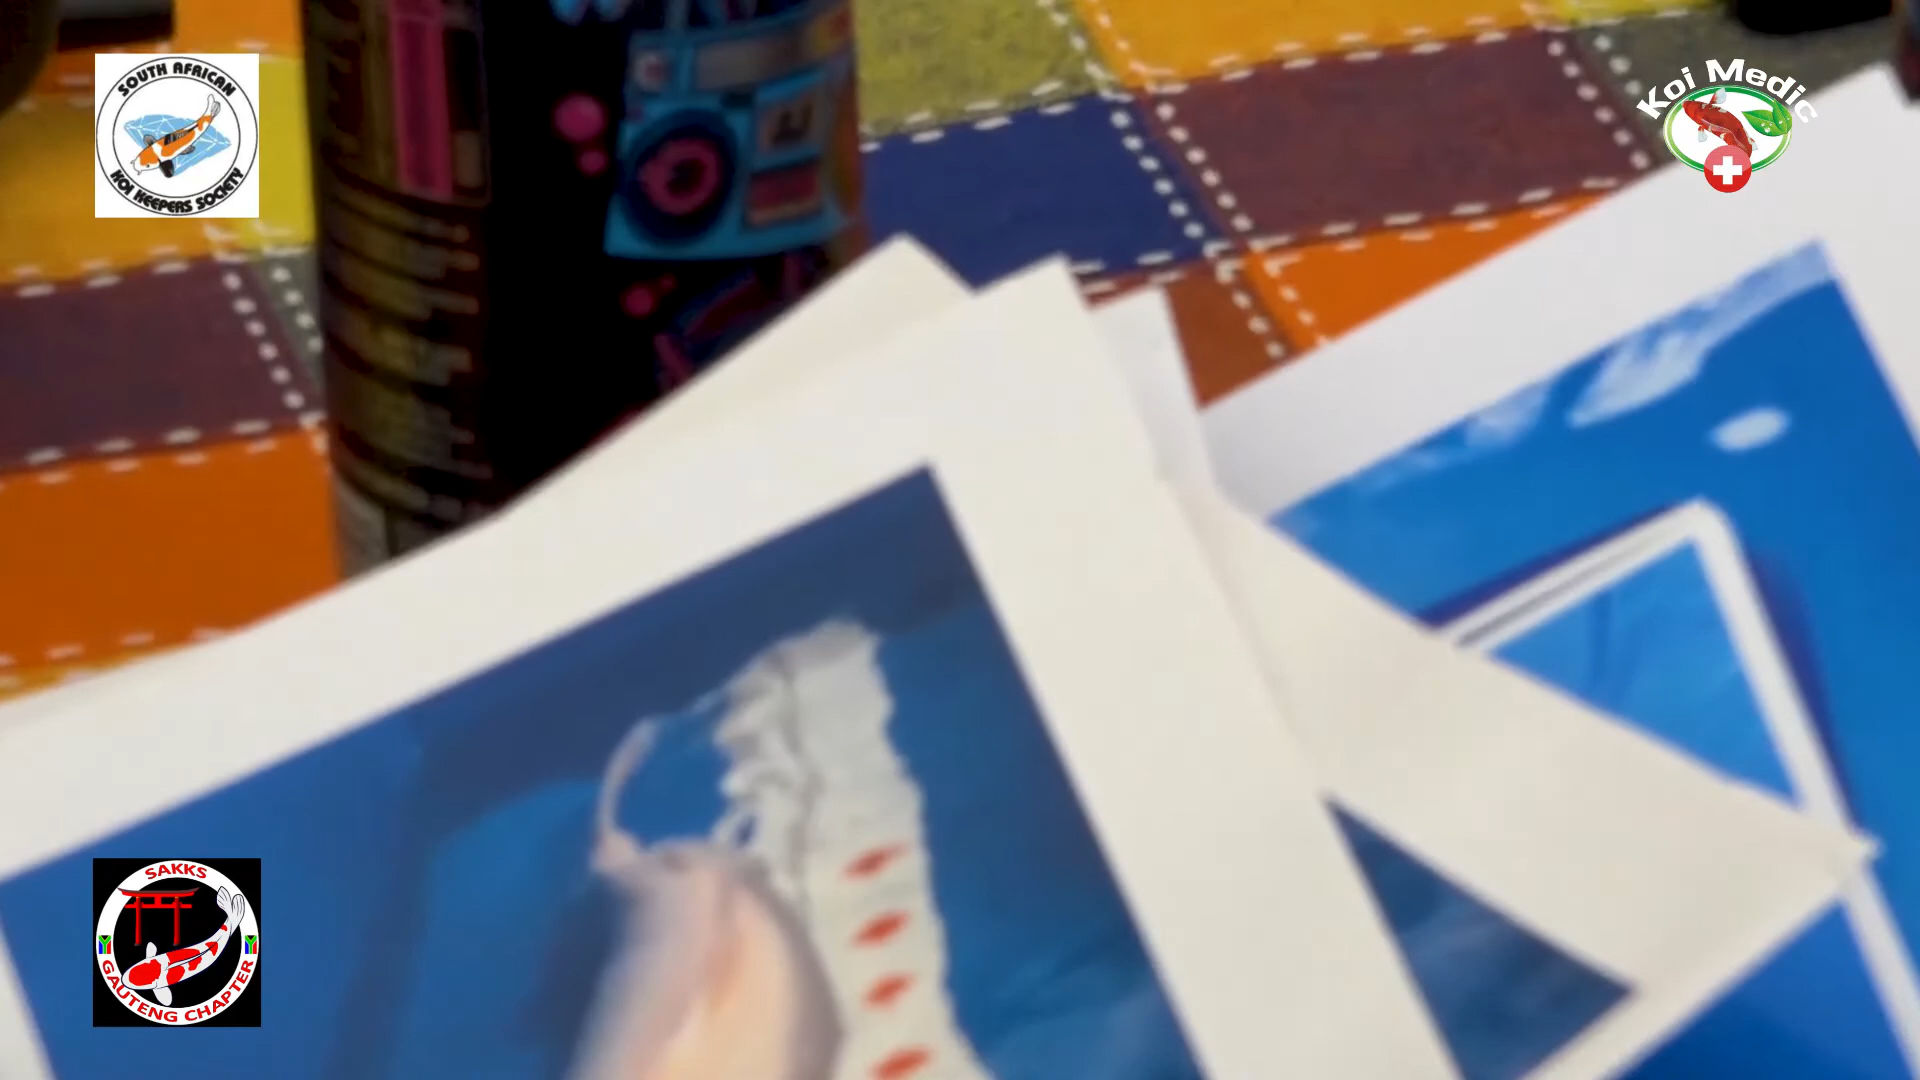 SOUTH AFRICAN
KOI KEEPERS SOCIETY
Koi Medic
SAKKS
GAUTENG CHAPTER